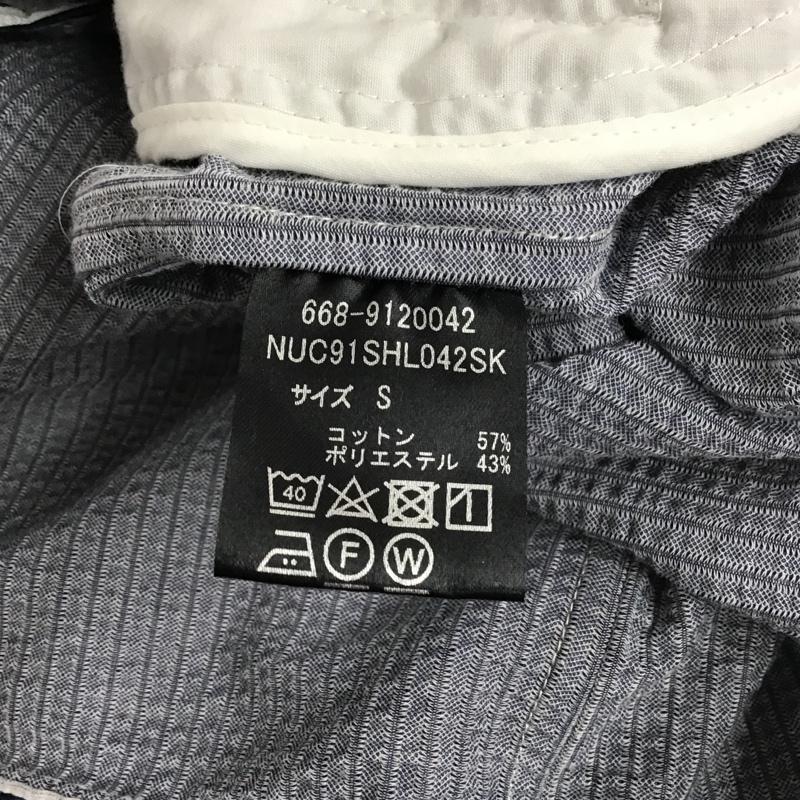 668-9120042
NUC91SHL042SK
サイズ S
コットン 57%
ポリエステル 43%
40
F W